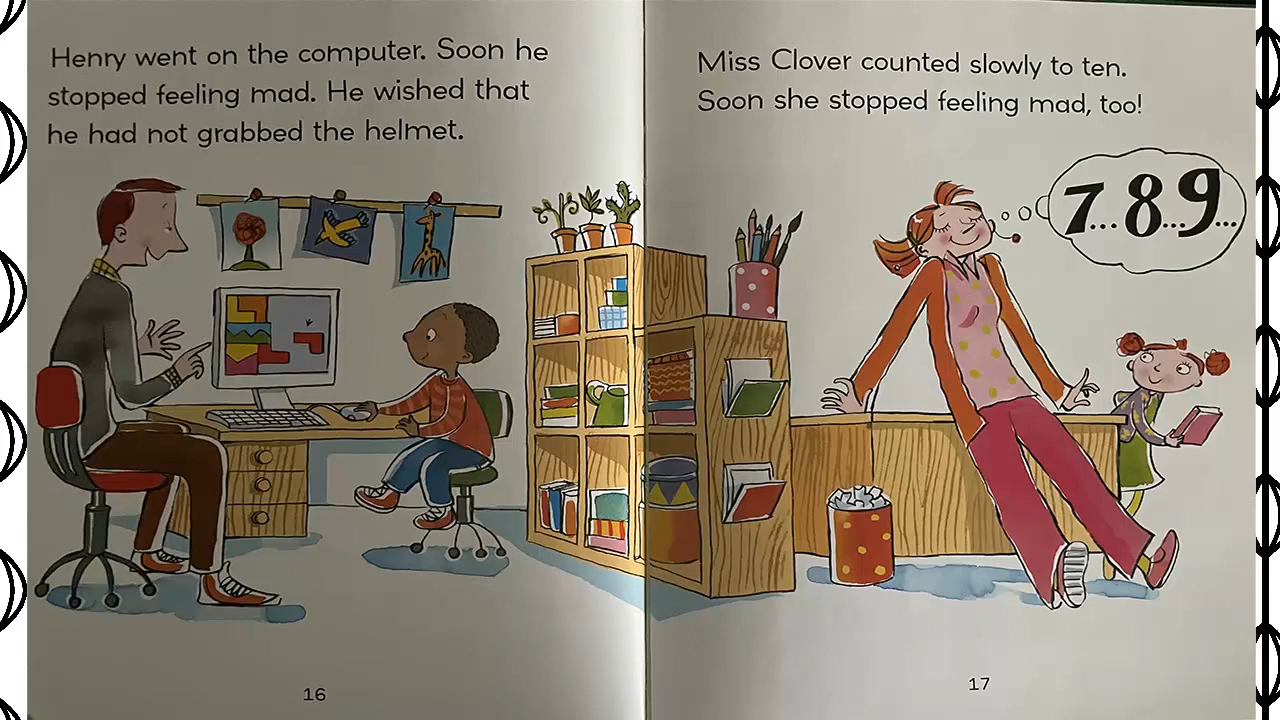 Henry went on the computer. Soon he
stopped feeling mad. He wished that
he had not grabbed the helmet.
16
Miss Clover counted slowly to ten.
Soon she stopped feeling mad, too!
7...8...9...
17